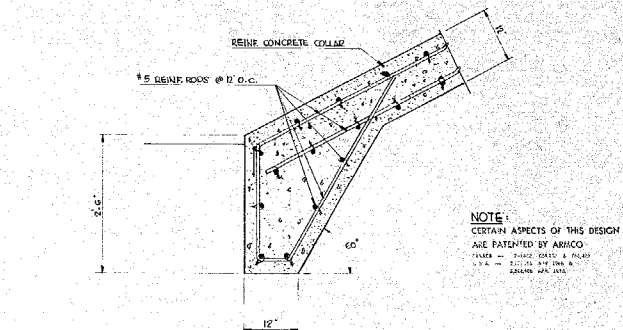 REINF. CONCRETE COLLAR
#5 REINF. RODS @ 12" O.C.
12"
2'-6"
60°
12"
NOTE:
CERTAIN ASPECTS OF THIS DESIGN
ARE PATENTED BY ARMCO